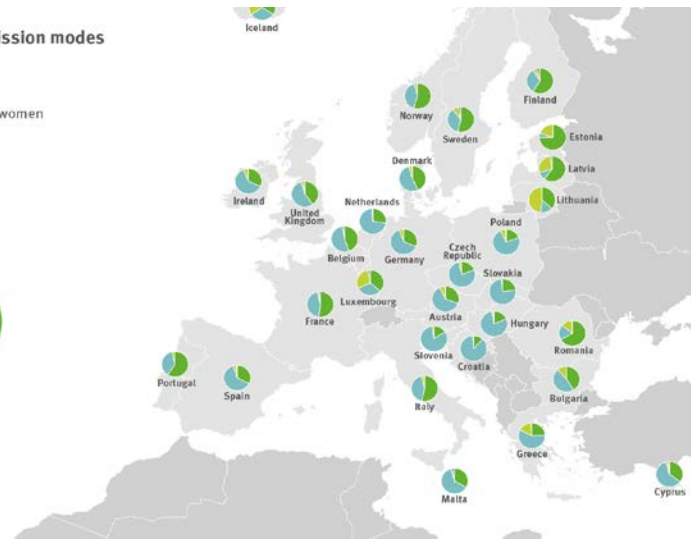 Iceland
ission modes
women
Norway
Finland
Sweden
Estonia
Denmark
Latvia
Ireland
United
Kingdom
Netherlands
Lithuania
Poland
Belgium
Germany
Czech
Republic
Slovakia
Luxembourg
France
Austria
Hungary
Slovenia
Croatia
Romania
Portugal
Spain
Italy
Bulgaria
Greece
Malta
Cyprus